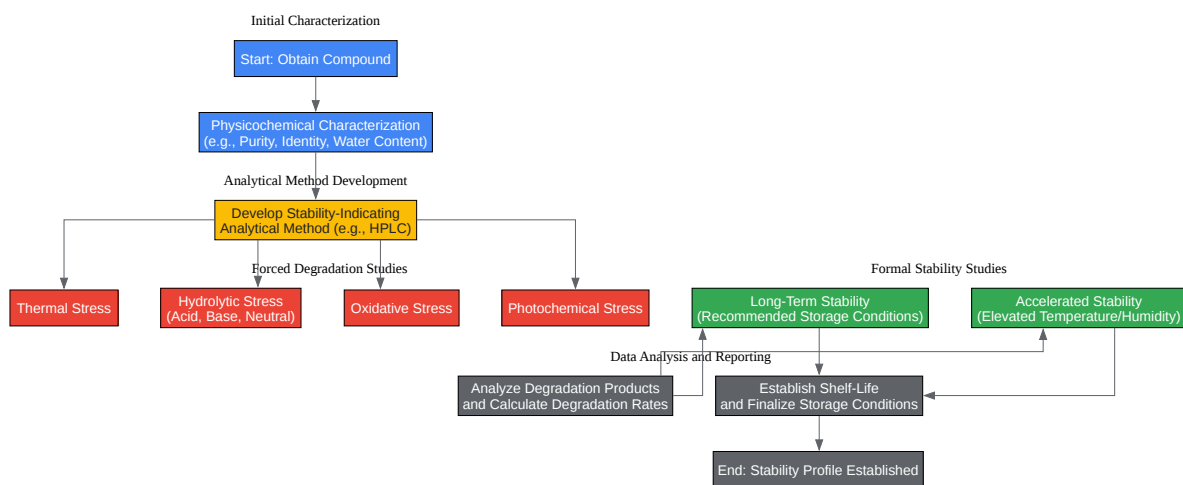 Initial Characterization
Start: Obtain Compound
Physicochemical Characterization
(e.g., Purity, Identity, Water Content)
Analytical Method Development
Develop Stability-Indicating
Analytical Method (e.g., HPLC)
Forced Degradation Studies
Formal Stability Studies
Thermal Stress
Hydrolytic Stress
(Acid, Base, Neutral)
Oxidative Stress
Photochemical Stress
Long-Term Stability
(Recommended Storage Conditions)
Accelerated Stability
(Elevated Temperature/Humidity)
Data Analysis and Reporting
Analyze Degradation Products
and Calculate Degradation Rates
Establish Shelf-Life
and Finalize Storage Conditions
End: Stability Profile Established